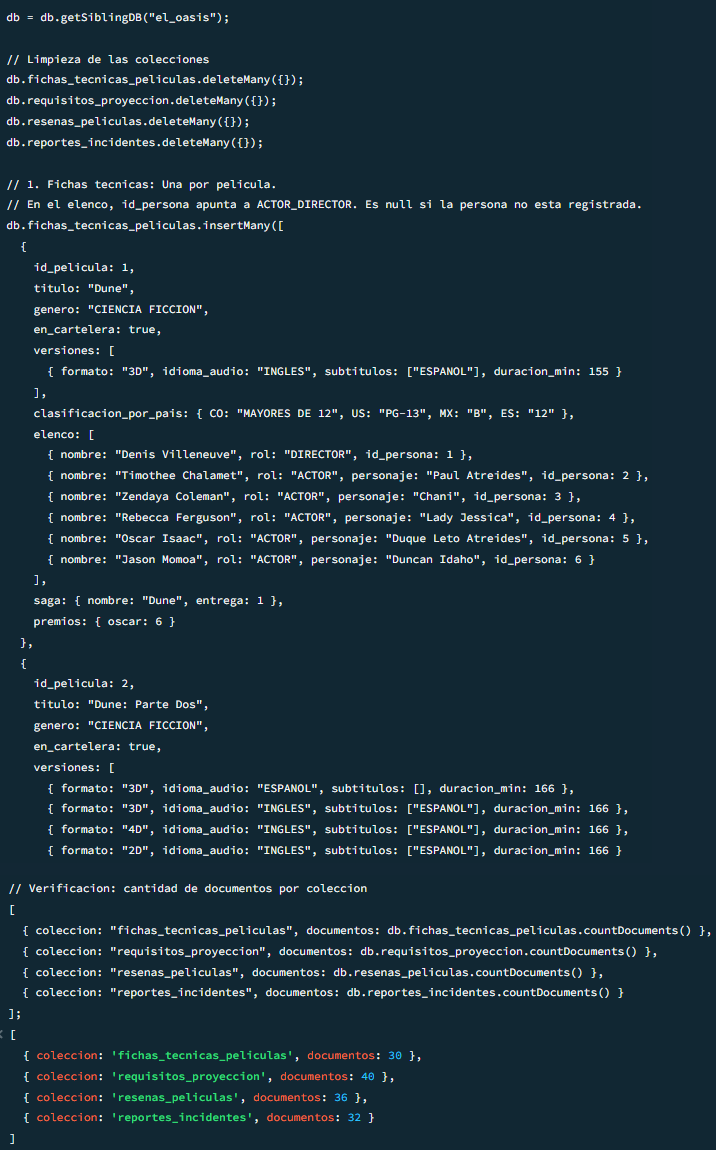 db = db.getSiblingDB("el_oasis");
// Limpieza de las colecciones
db.fichas_tecnicas_peliculas.deleteMany({});
db.requisitos_proyeccion.deleteMany({});
db.resenas_peliculas.deleteMany({});
db.reportes_incidentes.deleteMany({});
// 1. Fichas tecnicas: Una por pelicula.
// En el elenco, id_persona apunta a ACTOR_DIRECTOR. Es null si la persona no esta registrada.
db.fichas_tecnicas_peliculas.insertMany([
  {
    id_pelicula: 1,
    titulo: "Dune",
    genero: "CIENCIA FICCION",
    en_cartelera: true,
    versiones: [
      { formato: "3D", idioma_audio: "INGLES", subtitulos: ["ESPANOL"], duracion_min: 155 }
    ],
    clasificacion_por_pais: { CO: "MAYORES DE 12", US: "PG-13", MX: "B", ES: "12" },
    elenco: [
      { nombre: "Denis Villeneuve", rol: "DIRECTOR", id_persona: 1 },
      { nombre: "Timothee Chalamet", rol: "ACTOR", personaje: "Paul Atreides", id_persona: 2 },
      { nombre: "Zendaya Coleman", rol: "ACTOR", personaje: "Chani", id_persona: 3 },
      { nombre: "Rebecca Ferguson", rol: "ACTOR", personaje: "Lady Jessica", id_persona: 4 },
      { nombre: "Oscar Isaac", rol: "ACTOR", personaje: "Duque Leto Atreides", id_persona: 5 },
      { nombre: "Jason Momoa", rol: "ACTOR", personaje: "Duncan Idaho", id_persona: 6 }
    ],
    saga: { nombre: "Dune", entrega: 1 },
    premios: { oscar: 6 }
  },
  {
    id_pelicula: 2,
    titulo: "Dune: Parte Dos",
    genero: "CIENCIA FICCION",
    en_cartelera: true,
    versiones: [
      { formato: "3D", idioma_audio: "ESPANOL", subtitulos: [], duracion_min: 166 },
      { formato: "3D", idioma_audio: "INGLES", subtitulos: ["ESPANOL"], duracion_min: 166 },
      { formato: "4D", idioma_audio: "INGLES", subtitulos: ["ESPANOL"], duracion_min: 166 },
      { formato: "2D", idioma_audio: "INGLES", subtitulos: ["ESPANOL"], duracion_min: 166 }
// Verificacion: cantidad de documentos por coleccion
[
  { coleccion: "fichas_tecnicas_peliculas", documentos: db.fichas_tecnicas_peliculas.countDocuments() },
  { coleccion: "requisitos_proyeccion", documentos: db.requisitos_proyeccion.countDocuments() },
  { coleccion: "resenas_peliculas", documentos: db.resenas_peliculas.countDocuments() },
  { coleccion: "reportes_incidentes", documentos: db.reportes_incidentes.countDocuments() }
];
< [
  { coleccion: 'fichas_tecnicas_peliculas', documentos: 30 },
  { coleccion: 'requisitos_proyeccion', documentos: 40 },
  { coleccion: 'resenas_peliculas', documentos: 36 },
  { coleccion: 'reportes_incidentes', documentos: 32 }
]